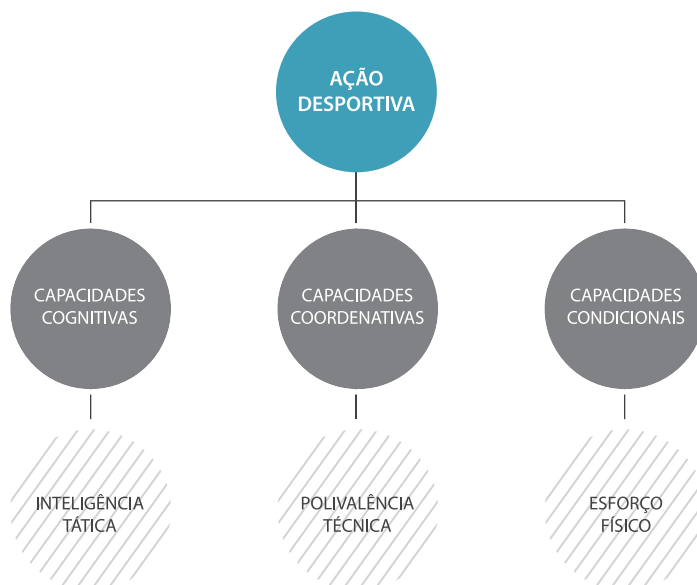 AÇÃO
DESPORTIVA
CAPACIDADES
COGNITIVAS
CAPACIDADES
COORDENATIVAS
CAPACIDADES
CONDICIONAIS
INTELIGÊNCIA
TÁTICA
POLIVALÊNCIA
TÉCNICA
ESFORÇO
FÍSICO